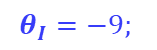 θ_I = −9;